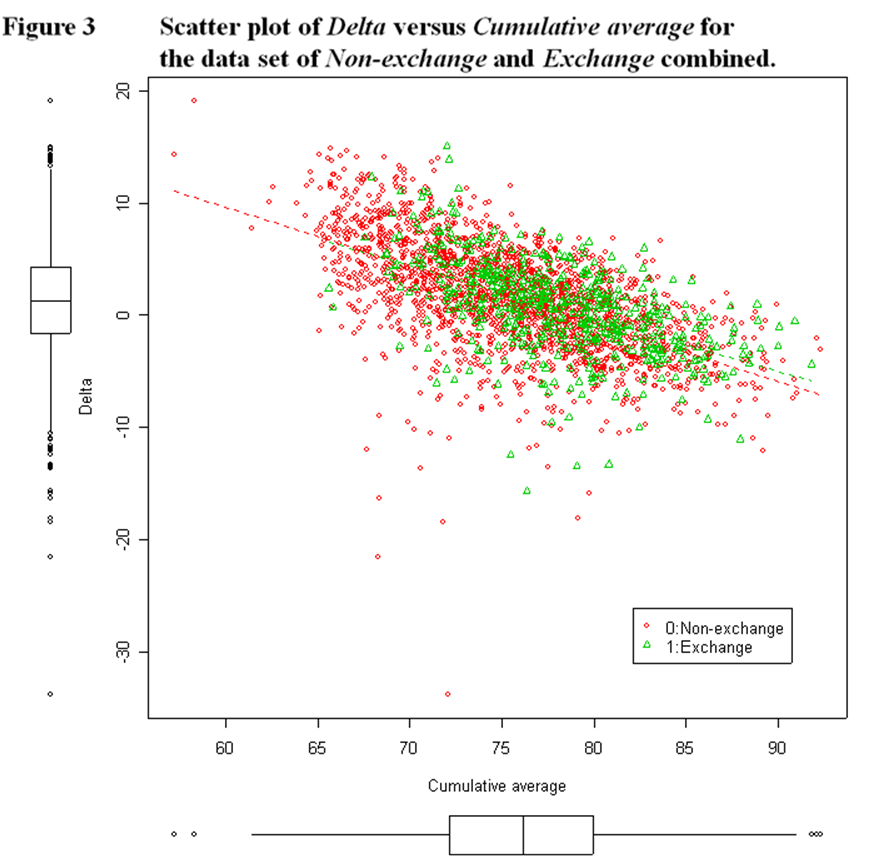 Figure 3
Scatter plot of Delta versus Cumulative average for
the data set of Non-exchange and Exchange combined.
20
10
0
-10
-20
-30
Delta
0:Non-exchange
1:Exchange
60 65 70 75 80 85 90
Cumulative average